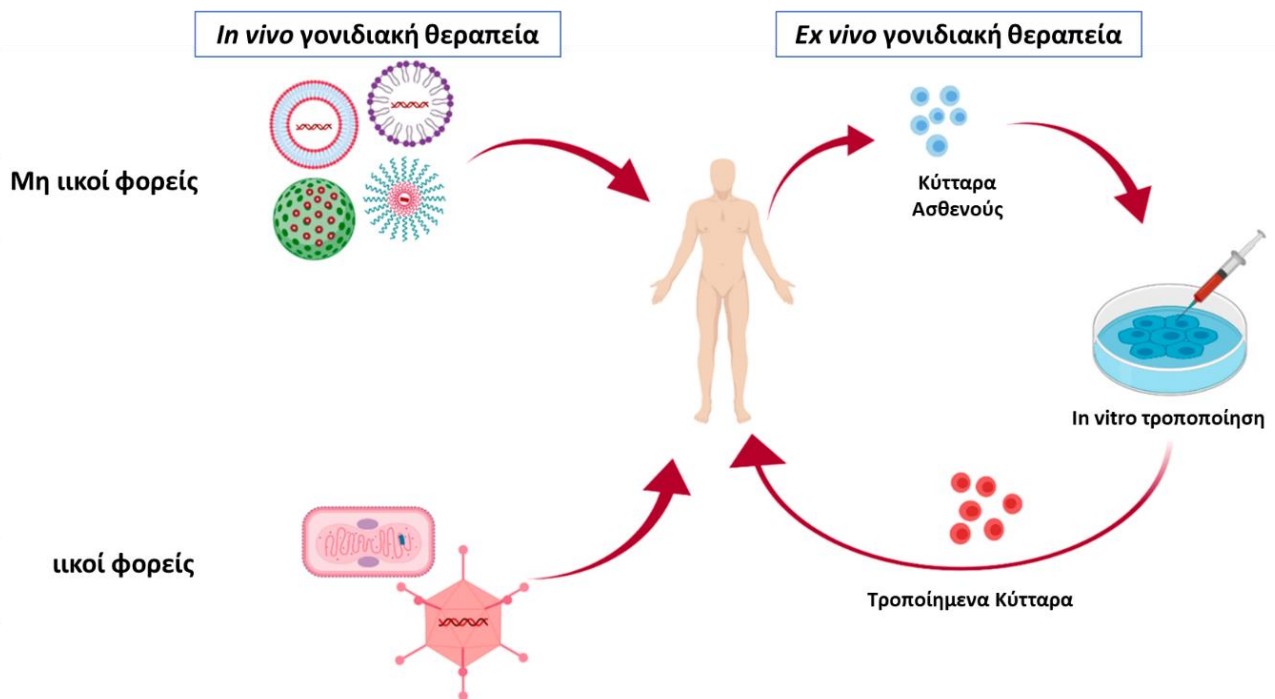 In vivo γονιδιακή θεραπεία
Ex vivo γονιδιακή θεραπεία
Μη ιικοί φορείς
Κύτταρα
Ασθενούς
In vitro τροποποίηση
ιικοί φορείς
Τροποίημενα Κύτταρα